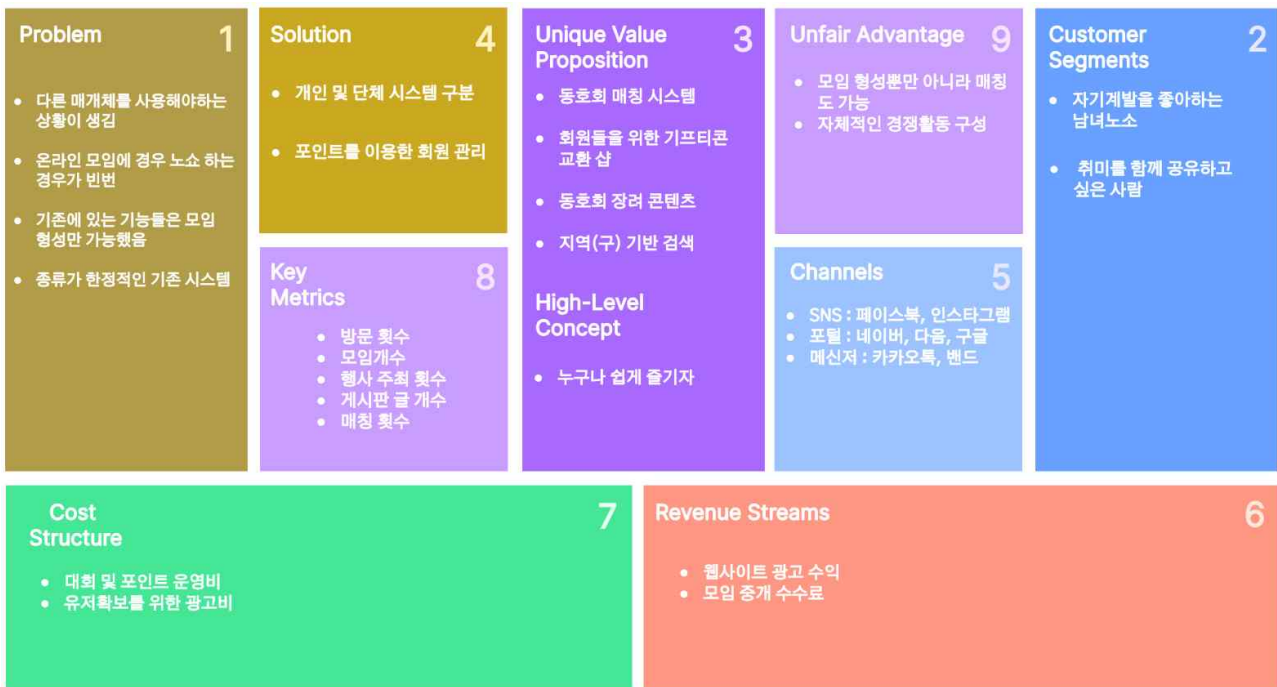 Problem
1
• 다른 매개체를 사용해야하는
상황이 생김
• 온라인 모임에 경우 노쇼 하는
경우가 빈번
• 기존에 있는 기능들은 모임
형성만 가능했음
• 종류가 한정적인 기존 시스템
Solution
4
• 개인 및 단체 시스템 구분
• 포인트를 이용한 회원 관리
Key
Metrics
8
• 방문 횟수
• 모임개수
• 행사 주최 횟수
• 게시판 글 개수
• 매칭 횟수
Unique Value
Proposition
3
• 동호회 매칭 시스템
• 회원들을 위한 기프티콘
교환 샵
• 동호회 장려 콘텐츠
• 지역(구) 기반 검색
High-Level
Concept
• 누구나 쉽게 즐기자
Unfair Advantage
9
• 모임 형성뿐만 아니라 매칭
도 가능
• 자체적인 경쟁활동 구성
Channels
5
• SNS : 페이스북, 인스타그램
• 포털 : 네이버, 다음, 구글
• 메신저 : 카카오톡, 밴드
Customer
Segments
2
• 자기계발을 좋아하는
남녀노소
• 취미를 함께 공유하고
싶은 사람
Cost
Structure
7
• 대회 및 포인트 운영비
• 유저확보를 위한 광고비
Revenue Streams
6
• 웹사이트 광고 수익
• 모임 중개 수수료